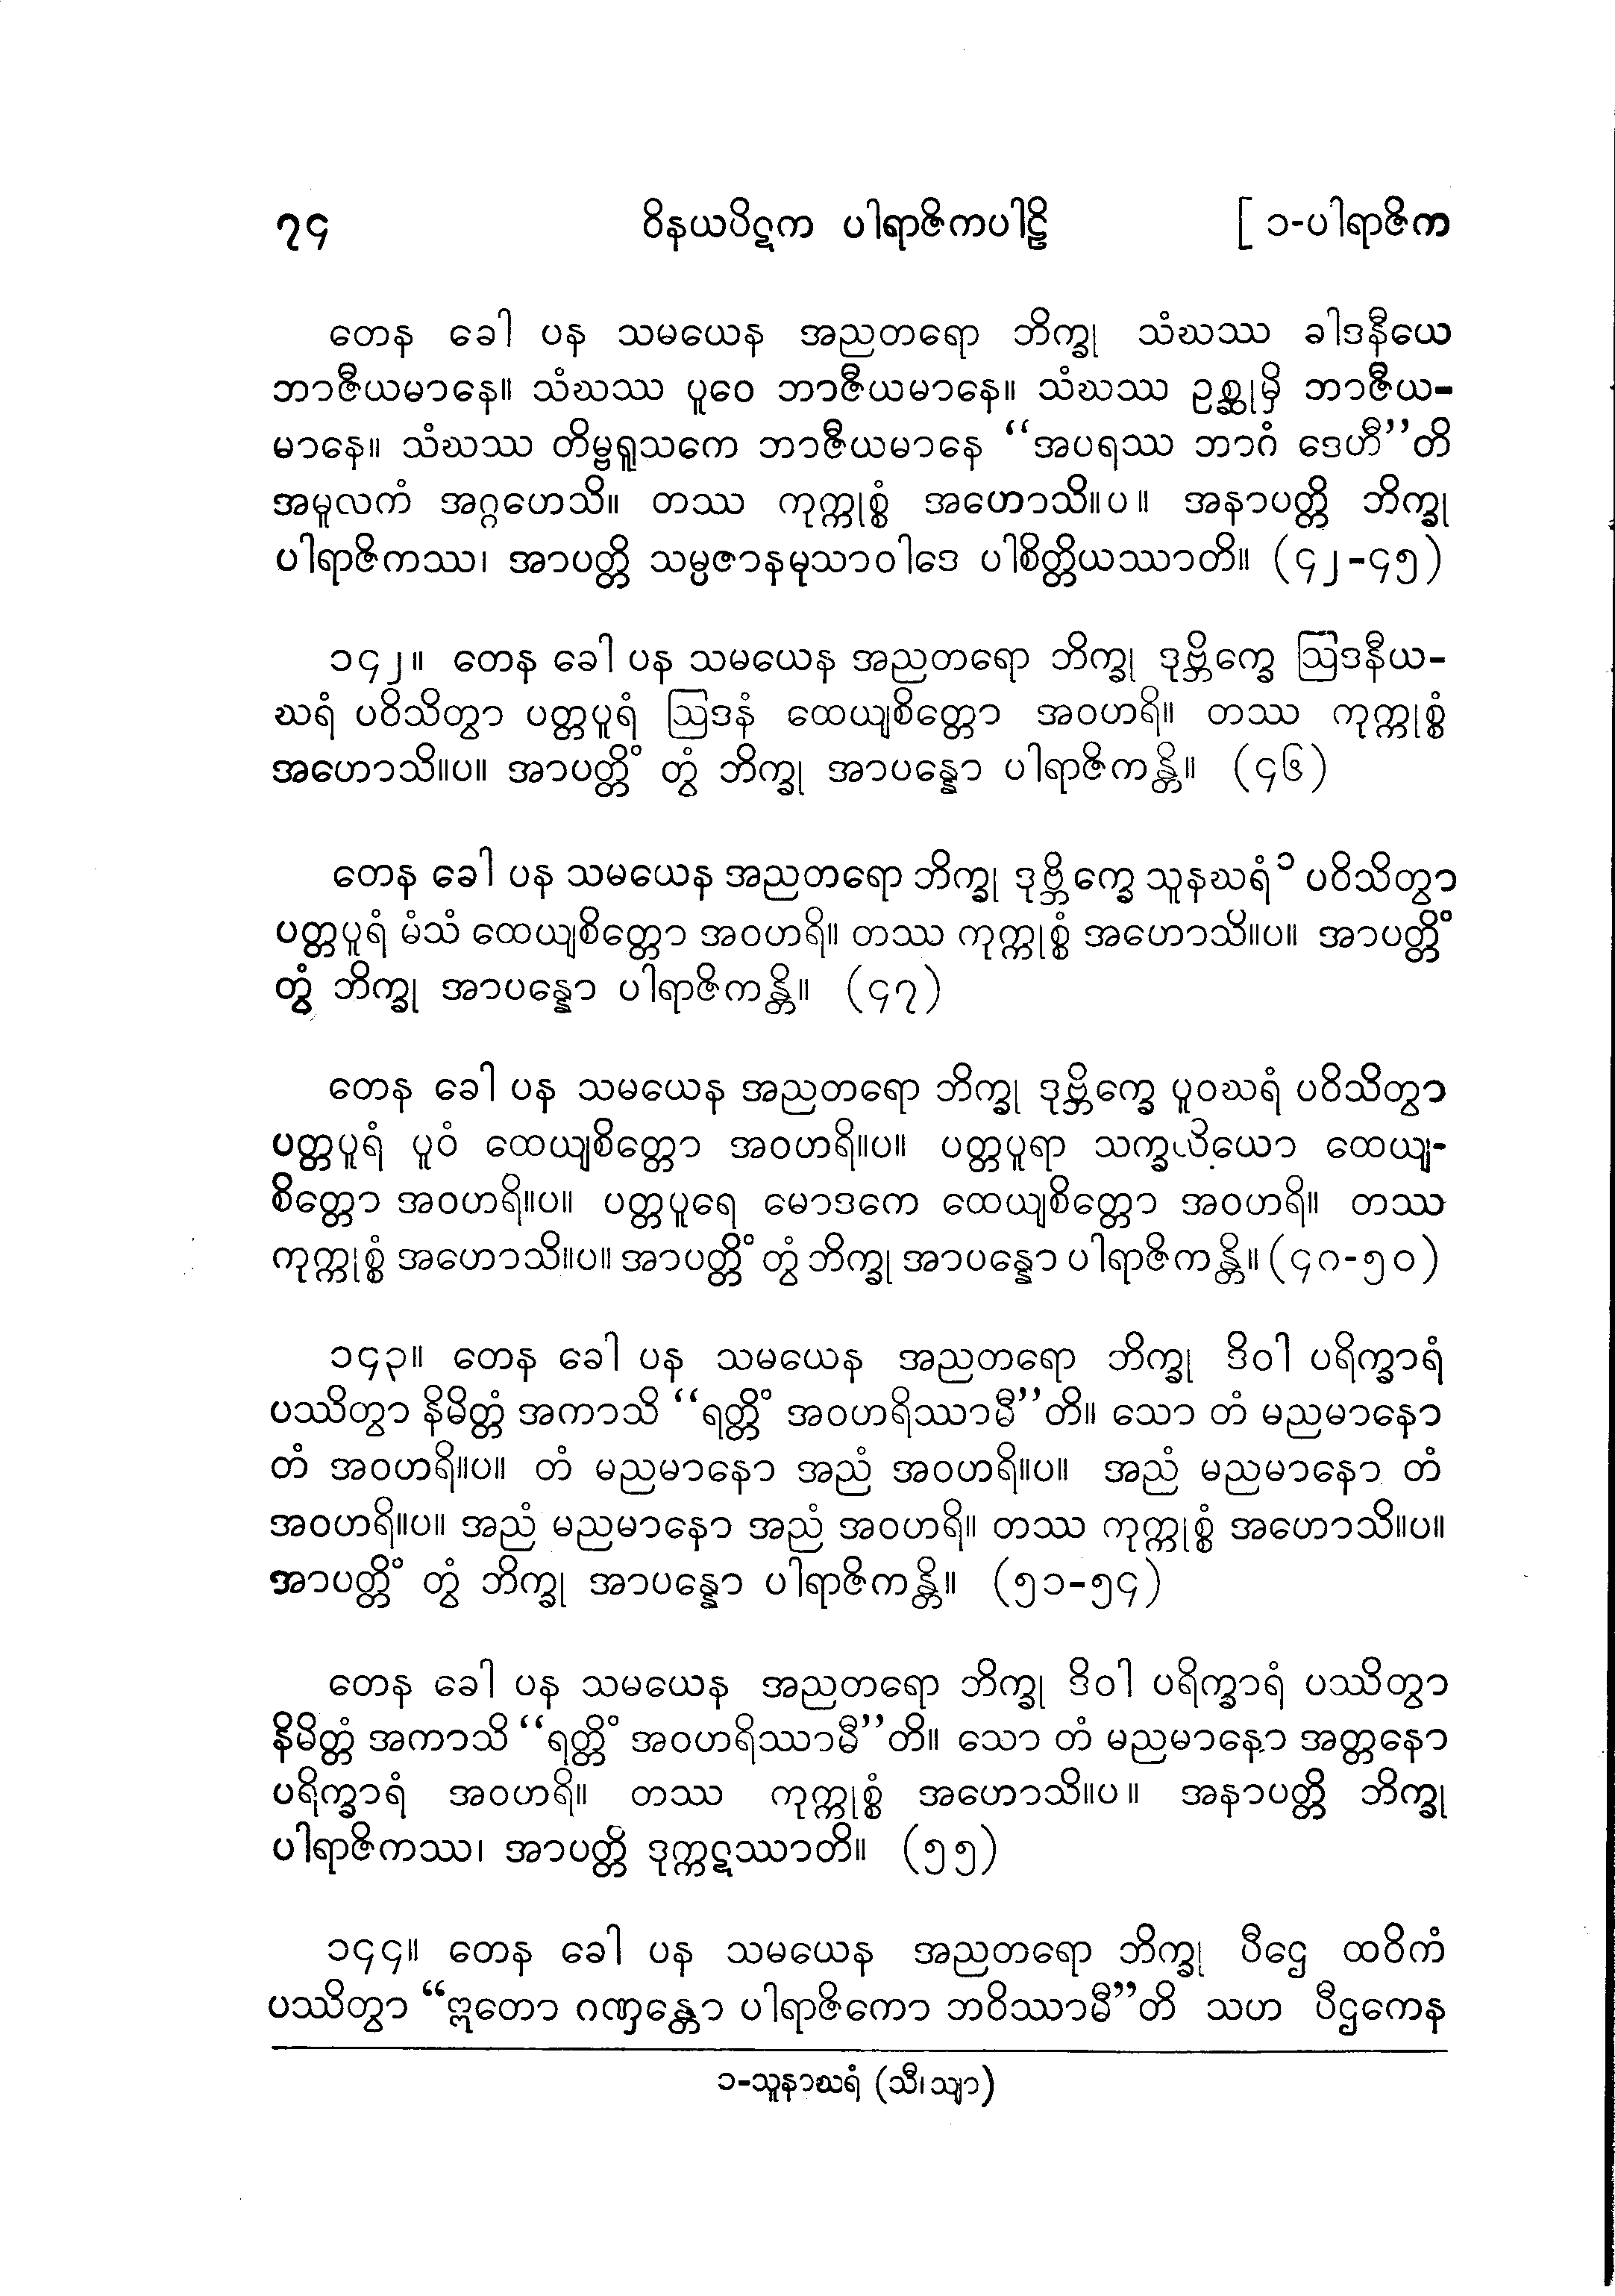 ၇၄ ဝိနယပိဋက ပါရာဇိကပါဠိ [ ၁-ပါရာဇိက
တေန ခေါ ပန သမယေန အညတရော ဘိက္ခု သံဃဿ ခါဒနီယေ
ဘာဇီယမာနေ။ သံဃဿ ပူဝေ ဘာဇီယမာနေ။ သံဃဿ ဥစ္ဆုမှိ ဘာဇီယ-
မာနေ။ သံဃဿ တိမ္ဗရူသကေ ဘာဇီယမာနေ “အပရဿ ဘာဂံ ဒေဟီ”တိ
အမူလကံ အဂ္ဂဟေသိ။ တဿ ကုက္ကုစ္စံ အဟောသိ။ပ။ အနာပတ္တိ ဘိက္ခု
ပါရာဇိကဿ၊ အာပတ္တိ သမ္ပဇာနမုသာဝါဒေ ပါစိတ္တိယဿာတိ။ (၄၂-၄၅)
၁၄၂။ တေန ခေါ ပန သမယေန အညတရော ဘိက္ခု ဒုဗ္ဘိက္ခေ ဩဒနီယ-
ဃရံ ပဝိသိတွာ ပတ္တပူရံ ဩဒနံ ထေယျစိတ္တော အဝဟရိ။ တဿ ကုက္ကုစ္စံ
အဟောသိ။ပ။ အာပတ္တိံ တွံ ဘိက္ခု အာပန္နော ပါရာဇိကန္တိ။ (၄၆)
တေန ခေါ ပန သမယေန အညတရော ဘိက္ခု ဒုဗ္ဘိက္ခေ သူနဃရံ၁ ပဝိသိတွာ
ပတ္တပူရံ မံသံ ထေယျစိတ္တော အဝဟရိ။ တဿ ကုက္ကုစ္စံ အဟောသိ။ပ။ အာပတ္တိံ
တွံ ဘိက္ခု အာပန္နော ပါရာဇိကန္တိ။ (၄၇)
တေန ခေါ ပန သမယေန အညတရော ဘိက္ခု ဒုဗ္ဘိက္ခေ ပူဝဃရံ ပဝိသိတွာ
ပတ္တပူရံ ပူဝံ ထေယျစိတ္တော အဝဟရိ။ပ။ ပတ္တပူရာ သက္ခလိယော ထေယျ-
စိတ္တော အဝဟရိ။ပ။ ပတ္တပူရေ မောဒကေ ထေယျစိတ္တော အဝဟရိ။ တဿ
ကုက္ကုစ္စံ အဟောသိ။ပ။ အာပတ္တိံ တွံ ဘိက္ခု အာပန္နော ပါရာဇိကန္တိ။ (၄ဂ-၅၀)
၁၄၃။ တေန ခေါ ပန သမယေန အညတရော ဘိက္ခု ဒိဝါ ပရိက္ခာရံ
ပဿိတွာ နိမိတ္တံ အကာသိ “ရတ္တိံ အဝဟရိဿာမီ”တိ။ သော တံ မညမာနော
တံ အဝဟရိ။ပ။ တံ မညမာနော အညံ အဝဟရိ။ပ။ အညံ မညမာနော တံ
အဝဟရိ။ပ။ အညံ မညမာနော အညံ အဝဟရိ။ တဿ ကုက္ကုစ္စံ အဟောသိ။ပ။
အာပတ္တိံ တွံ ဘိက္ခု အာပန္နော ပါရာဇိကန္တိ။ (၅၁-၅၄)
တေန ခေါ ပန သမယေန အညတရော ဘိက္ခု ဒိဝါ ပရိက္ခာရံ ပဿိတွာ
နိမိတ္တံ အကာသိ “ရတ္တိံ အဝဟရိဿာမီ”တိ။ သော တံ မညမာနော အတ္တနော
ပရိက္ခာရံ အဝဟရိ။ တဿ ကုက္ကုစ္စံ အဟောသိ။ပ။ အနာပတ္တိ ဘိက္ခု
ပါရာဇိကဿ၊ အာပတ္တိ ဒုက္ကဋဿာတိ။ (၅၅)
၁၄၄။ တေန ခေါ ပန သမယေန အညတရော ဘိက္ခု ပီဌေ ထဝိကံ
ပဿိတွာ “ဣတော ဂဏှန္တော ပါရာဇိကော ဘဝိဿာမီ”တိ သဟ ပီဌကေန
၁-သူနာဃရံ (သီ၊သျာ)